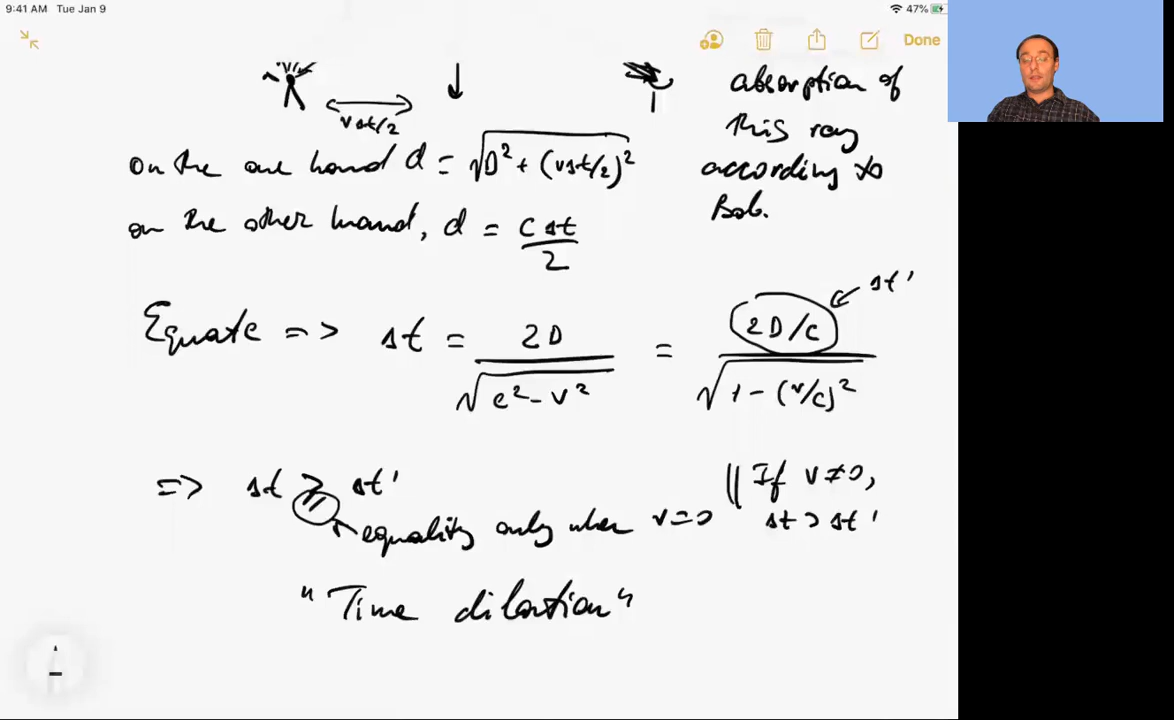 9:41 AM Tue Jan 9
47%
Done
absorption of
this ray
according to
Bob.
vΔt/2
on the one hand d = √(D² + (vΔt/2)²)
on the other hand, d = cΔt/2
Equate => Δt = 2D/√(c² - v²) = (2D/c)/√(1 - (v/c)²)
Δt'
=> Δt ≥ Δt'
equality only when v=0
|| If v≠0,
Δt > Δt'
"Time dilation"